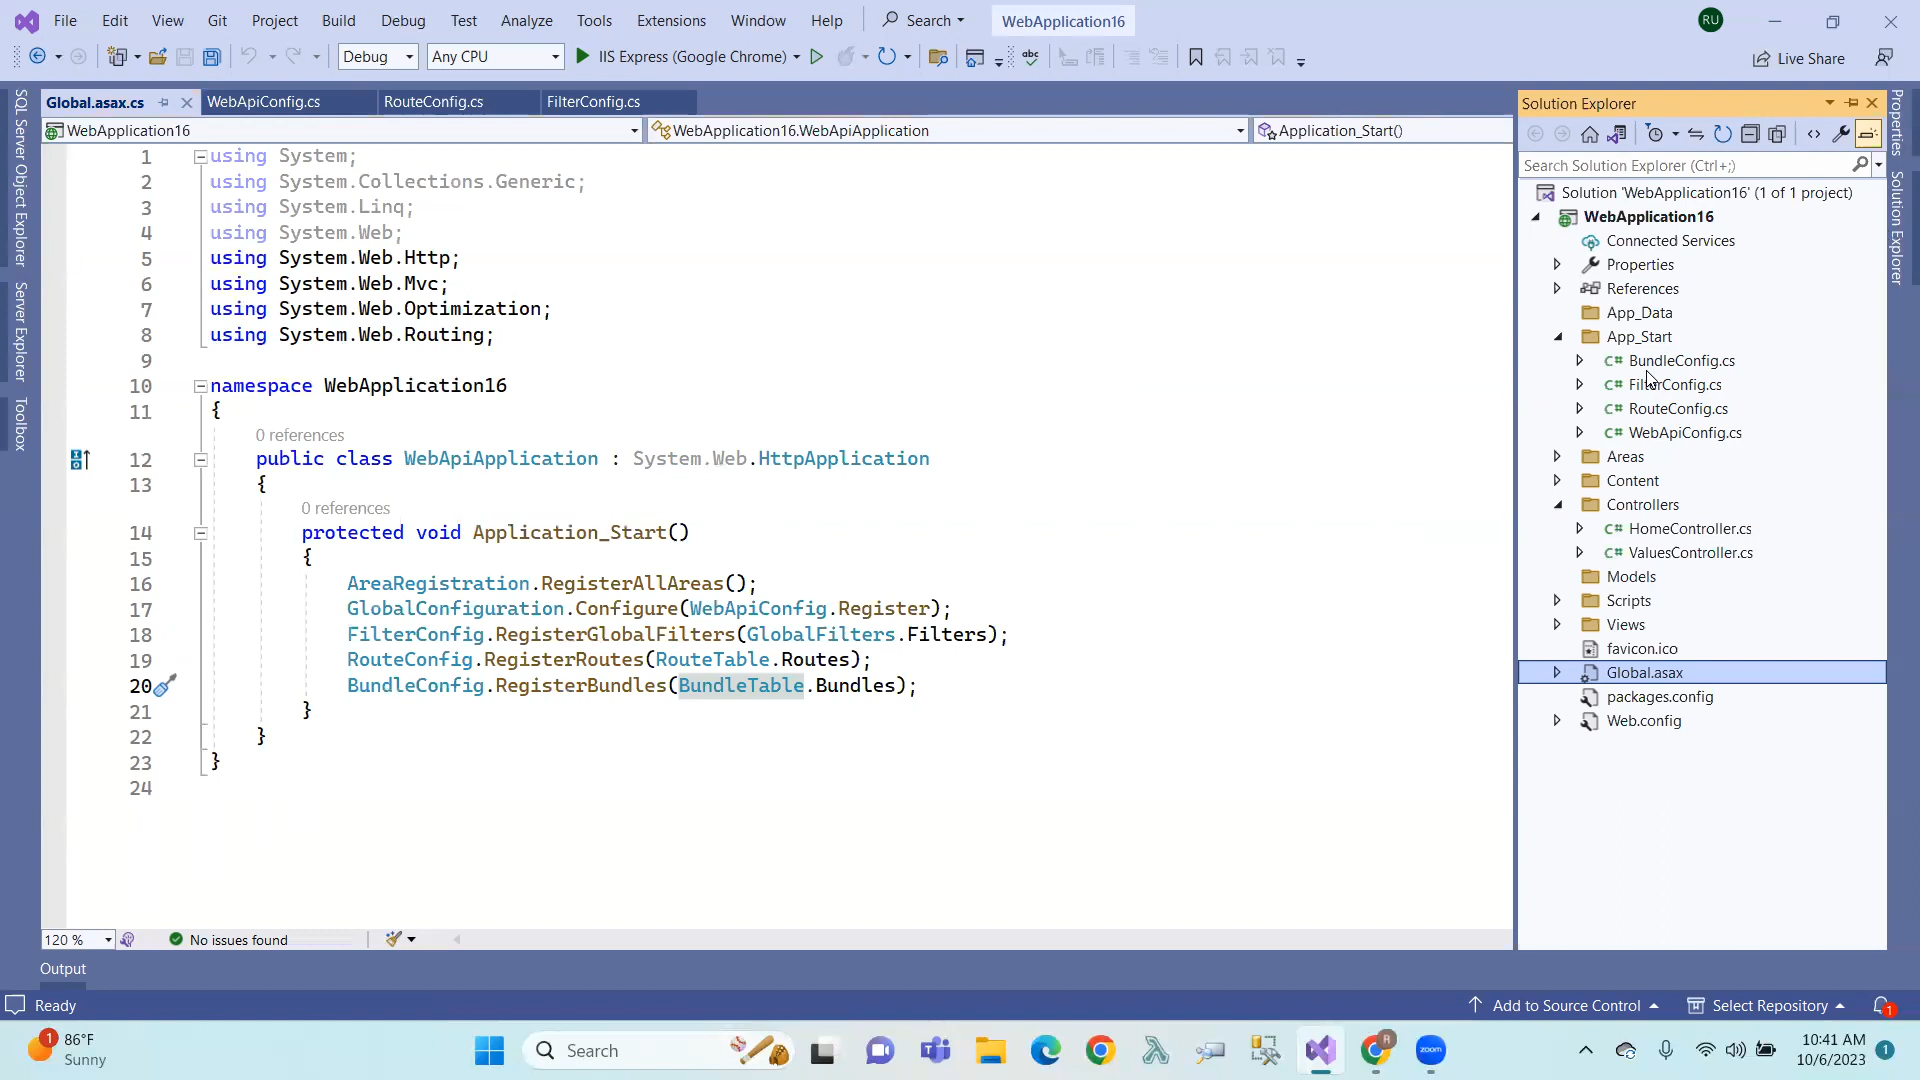 File Edit View Git Project Build Debug Test Analyze Tools Extensions Window Help Search WebApplication16 RU
Debug Any CPU IIS Express (Google Chrome) Live Share
Global.asax.cs WebApiConfig.cs RouteConfig.cs FilterConfig.cs
WebApplication16 WebApplication16.WebApiApplication Application_Start()
SQL Server Object Explorer
Server Explorer
Toolbox
1 using System;
2 using System.Collections.Generic;
3 using System.Linq;
4 using System.Web;
5 using System.Web.Http;
6 using System.Web.Mvc;
7 using System.Web.Optimization;
8 using System.Web.Routing;
9
10 namespace WebApplication16
11 {
0 references
12 public class WebApiApplication : System.Web.HttpApplication
13 {
0 references
14 protected void Application_Start()
15 {
16 AreaRegistration.RegisterAllAreas();
17 GlobalConfiguration.Configure(WebApiConfig.Register);
18 FilterConfig.RegisterGlobalFilters(GlobalFilters.Filters);
19 RouteConfig.RegisterRoutes(RouteTable.Routes);
20 BundleConfig.RegisterBundles(BundleTable.Bundles);
21 }
22 }
23 }
24
120 % No issues found
Solution Explorer
Search Solution Explorer (Ctrl+;)
Solution 'WebApplication16' (1 of 1 project)
WebApplication16
Connected Services
Properties
References
App_Data
App_Start
C# BundleConfig.cs
C# FilterConfig.cs
C# RouteConfig.cs
C# WebApiConfig.cs
Areas
Content
Controllers
C# HomeController.cs
C# ValuesController.cs
Models
Scripts
Views
favicon.ico
Global.asax
packages.config
Web.config
Properties
Solution Explorer
Output
Ready Add to Source Control Select Repository 1
1 86°F
Sunny
Search
R
zoom
10:41 AM
10/6/2023
1